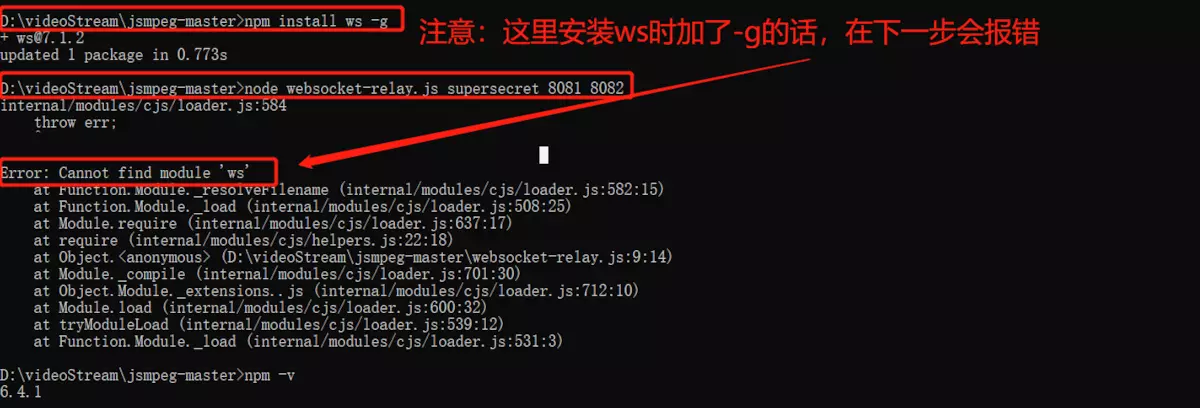 D:\videoStream\jsmpeg-master>npm install ws -g
+ ws@7.1.2
updated 1 package in 0.773s
注意：这里安装ws时加了-g的话，在下一步会报错
D:\videoStream\jsmpeg-master>node websocket-relay.js supersecret 8081 8082
internal/modules/cjs/loader.js:584
throw err;
^
Error: Cannot find module 'ws'
at Function.Module._resolveFilename (internal/modules/cjs/loader.js:582:15)
at Function.Module._load (internal/modules/cjs/loader.js:508:25)
at Module.require (internal/modules/cjs/loader.js:637:17)
at require (internal/modules/cjs/helpers.js:22:18)
at Object.<anonymous> (D:\videoStream\jsmpeg-master\websocket-relay.js:9:14)
at Module._compile (internal/modules/cjs/loader.js:701:30)
at Object.Module._extensions..js (internal/modules/cjs/loader.js:712:10)
at Module.load (internal/modules/cjs/loader.js:600:32)
at tryModuleLoad (internal/modules/cjs/loader.js:539:12)
at Function.Module._load (internal/modules/cjs/loader.js:531:3)
D:\videoStream\jsmpeg-master>npm -v
6.4.1